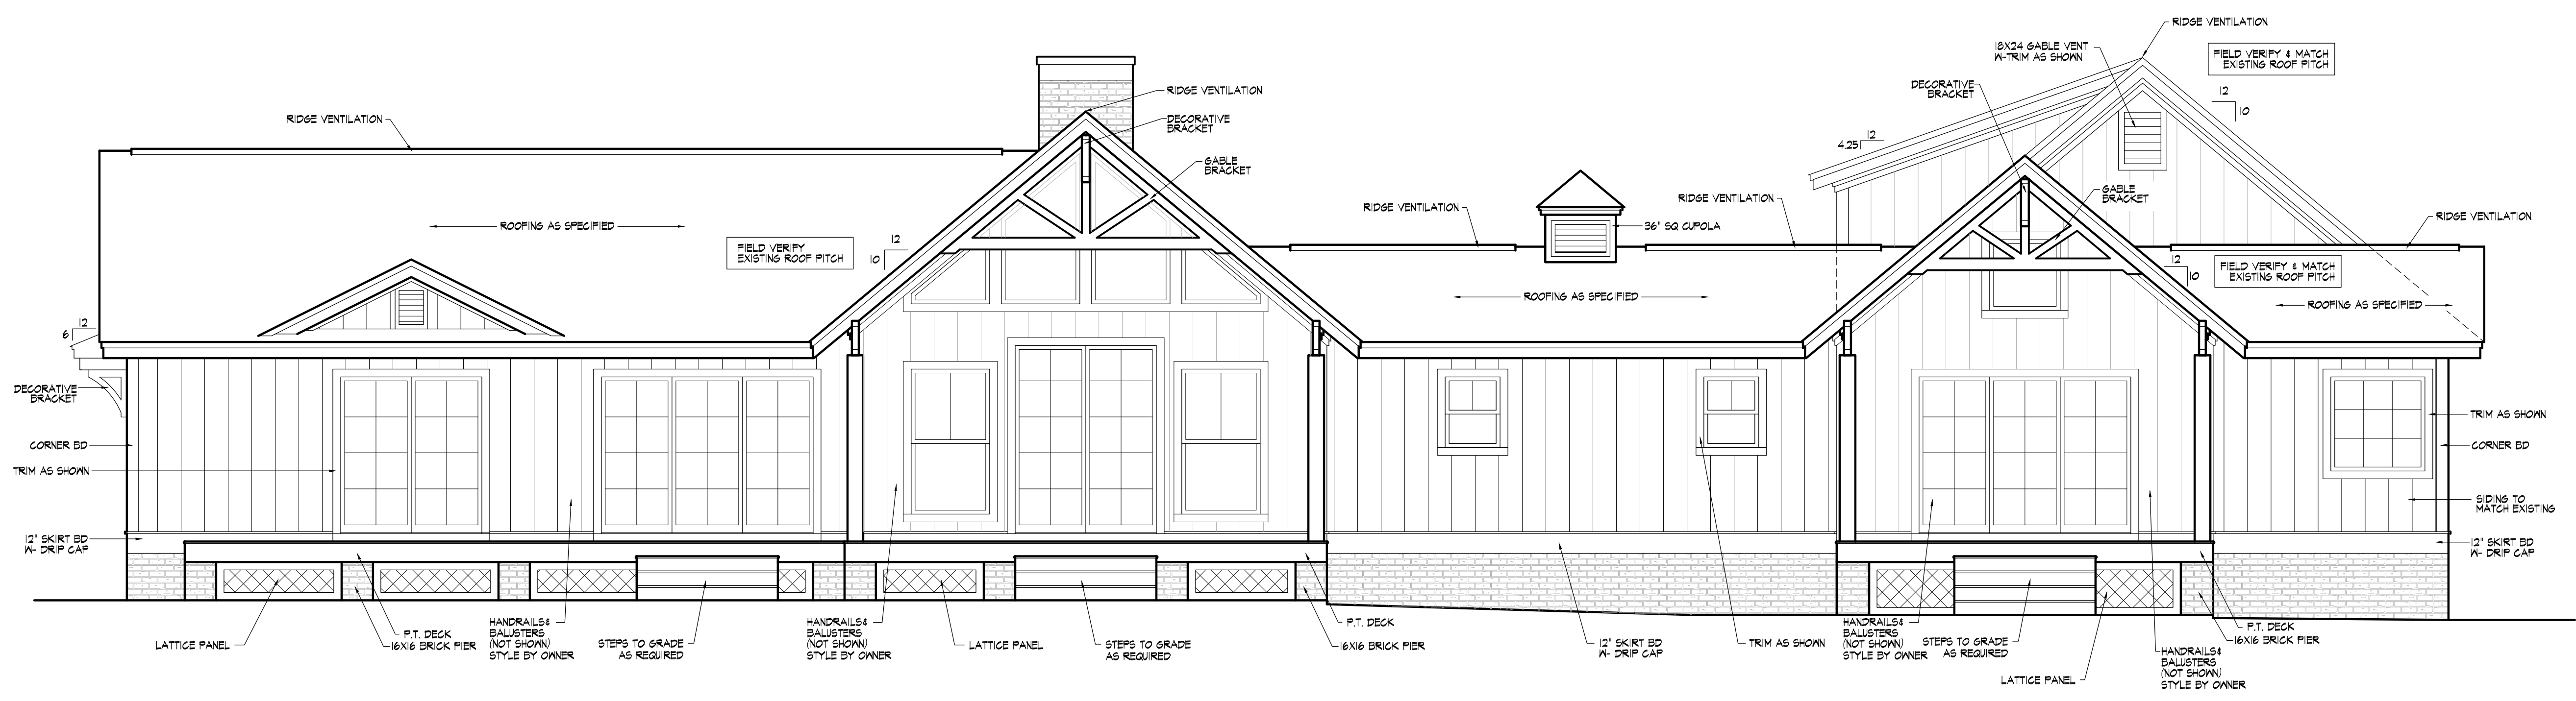 RIDGE VENTILATION
18X24 GABLE VENT
W-TRIM AS SHOWN
FIELD VERIFY & MATCH
EXISTING ROOF PITCH
DECORATIVE
BRACKET
12
10
RIDGE VENTILATION
DECORATIVE
BRACKET
RIDGE VENTILATION
12
4.25
GABLE
BRACKET
GABLE
BRACKET
RIDGE VENTILATION
RIDGE VENTILATION
RIDGE VENTILATION
ROOFING AS SPECIFIED
36" SQ CUPOLA
FIELD VERIFY
EXISTING ROOF PITCH
12
10
12
10
FIELD VERIFY & MATCH
EXISTING ROOF PITCH
ROOFING AS SPECIFIED
ROOFING AS SPECIFIED
12
6
DECORATIVE
BRACKET
TRIM AS SHOWN
CORNER BD
CORNER BD
TRIM AS SHOWN
SIDING TO
MATCH EXISTING
12" SKIRT BD
W- DRIP CAP
12" SKIRT BD
W- DRIP CAP
LATTICE PANEL
P.T. DECK
16X16 BRICK PIER
HANDRAILS&
BALUSTERS
(NOT SHOWN)
STYLE BY OWNER
STEPS TO GRADE
AS REQUIRED
HANDRAILS&
BALUSTERS
(NOT SHOWN)
STYLE BY OWNER
LATTICE PANEL
STEPS TO GRADE
AS REQUIRED
P.T. DECK
16X16 BRICK PIER
12" SKIRT BD
W- DRIP CAP
TRIM AS SHOWN
HANDRAILS&
BALUSTERS
(NOT SHOWN)
STYLE BY OWNER
STEPS TO GRADE
AS REQUIRED
LATTICE PANEL
P.T. DECK
16X16 BRICK PIER
HANDRAILS&
BALUSTERS
(NOT SHOWN)
STYLE BY OWNER